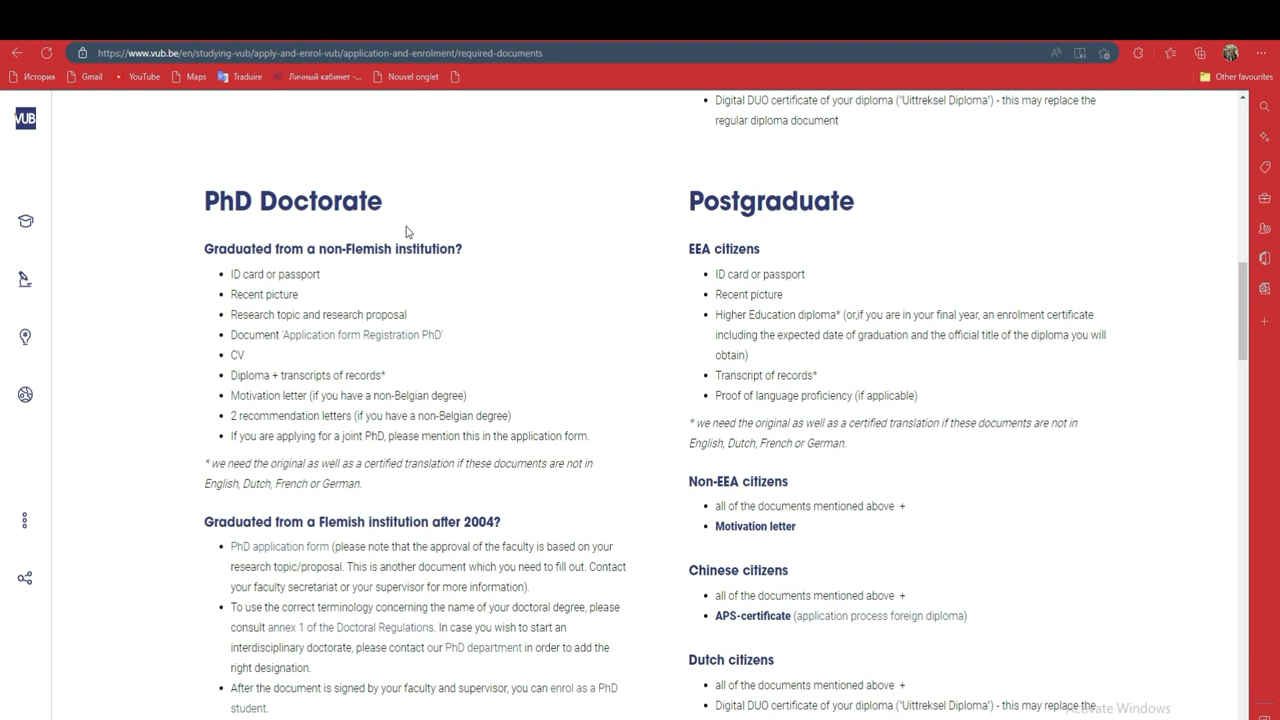 https://www.vub.be/en/studying-vub/apply-and-enrol-vub/application-and-enrolment/required-documents
История
Gmail
YouTube
Maps
Traduire
Личный кабинет -...
Nouvel onglet
Other favourites
VUB
Digital DUO certificate of your diploma ("Uittreksel Diploma") - this may replace the
regular diploma document
PhD Doctorate
Graduated from a non-Flemish institution?
• ID card or passport
• Recent picture
• Research topic and research proposal
• Document 'Application form Registration PhD'
• CV
• Diploma + transcripts of records*
• Motivation letter (if you have a non-Belgian degree)
• 2 recommendation letters (if you have a non-Belgian degree)
• If you are applying for a joint PhD, please mention this in the application form.
* we need the original as well as a certified translation if these documents are not in
English, Dutch, French or German.
Graduated from a Flemish institution after 2004?
• PhD application form (please note that the approval of the faculty is based on your
research topic/proposal. This is another document which you need to fill out. Contact
your faculty secretariat or your supervisor for more information).
• To use the correct terminology concerning the name of your doctoral degree, please
consult annex 1 of the Doctoral Regulations. In case you wish to start an
interdisciplinary doctorate, please contact our PhD department in order to add the
right designation.
• After the document is signed by your faculty and supervisor, you can enrol as a PhD
student.
Postgraduate
EEA citizens
• ID card or passport
• Recent picture
• Higher Education diploma* (or,if you are in your final year, an enrolment certificate
including the expected date of graduation and the official title of the diploma you will
obtain)
• Transcript of records*
• Proof of language proficiency (if applicable)
* we need the original as well as a certified translation if these documents are not in
English, Dutch, French or German.
Non-EEA citizens
• all of the documents mentioned above +
• Motivation letter
Chinese citizens
• all of the documents mentioned above +
• APS-certificate (application process foreign diploma)
Dutch citizens
• all of the documents mentioned above +
• Digital DUO certificate of your diploma ("Uittreksel Diploma") - this may replace the
Activate Windows